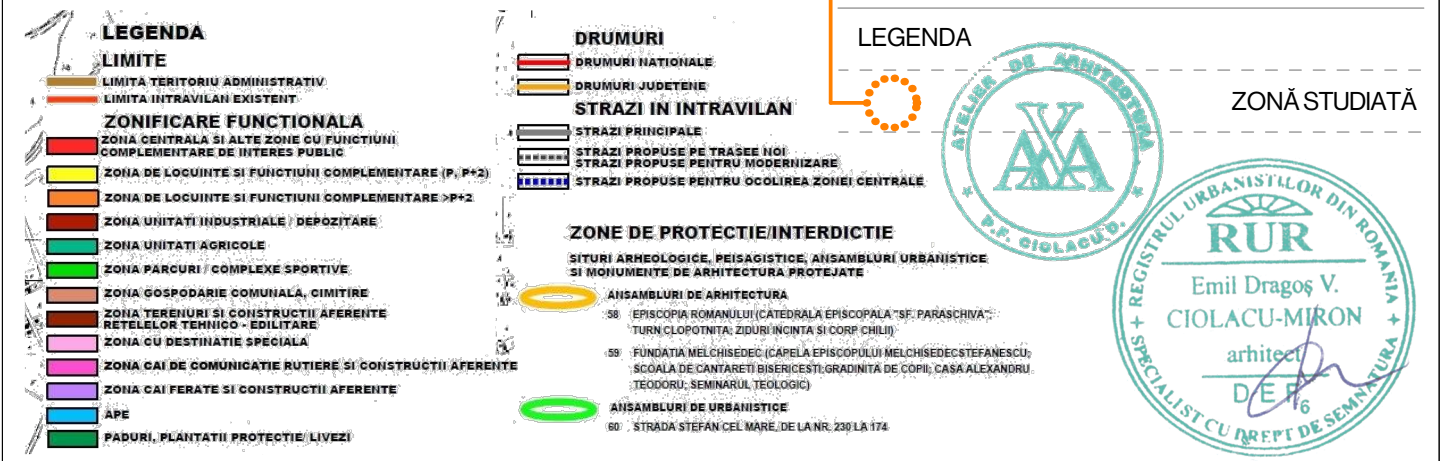 LEGENDA
LIMITE
LIMITA TERITORIU ADMINISTRATIV
LIMITA INTRAVILAN EXISTENT
ZONIFICARE FUNCTIONALA
ZONA CENTRALA SI ALTE ZONE CU FUNCTIUNI
COMPLEMENTARE DE INTERES PUBLIC
ZONA DE LOCUINTE SI FUNCTIUNI COMPLEMENTARE (P, P+2)
ZONA DE LOCUINTE SI FUNCTIUNI COMPLEMENTARE >P+2
ZONA UNITATI INDUSTRIALE / DEPOZITARE
ZONA UNITATI AGRICOLE
ZONA PARCURI / COMPLEXE SPORTIVE
ZONA GOSPODARIE COMUNALA, CIMITIRE
ZONA TERENURI SI CONSTRUCTII AFERENTE
RETELELOR TEHNICO - EDILITARE
ZONA CU DESTINATIE SPECIALA
ZONA CAI DE COMUNICATIE RUTIERE SI CONSTRUCTII AFERENTE
ZONA CAI FERATE SI CONSTRUCTII AFERENTE
APE
PADURI, PLANTATII PROTECTIE/ LIVEZI
DRUMURI
DRUMURI NATIONALE
DRUMURI JUDETENE
STRAZI IN INTRAVILAN
STRAZI PRINCIPALE
STRAZI PROPUSE PE TRASEE NOI
STRAZI PROPUSE PENTRU MODERNIZARE
STRAZI PROPUSE PENTRU OCOLIREA ZONEI CENTRALE
ZONE DE PROTECTIE/INTERDICTIE
SITURI ARHEOLOGICE, PEISAGISTICE, ANSAMBLURI URBANISTICE
SI MONUMENTE DE ARHITECTURA PROTEJATE
ANSAMBLURI DE ARHITECTURA
58 EPISCOPIA ROMANULUI (CATEDRALA EPISCOPALA "SF. PARASCHIVA";
TURN CLOPOTNITA; ZIDURI INCINTA SI CORP CHILII)
59 FUNDATIA MELCHISEDEC (CAPELA EPISCOPULUI MELCHISEDECSTEFANESCU;
SCOALA DE CANTARETI BISERICESTI;GRADINITA DE COPII; CASA ALEXANDRU
TEODORU; SEMINARUL TEOLOGIC)
ANSAMBLURI DE URBANISTICE
60 STRADA STEFAN CEL MARE, DE LA NR. 230 LA 174
LEGENDA
ZONĂ STUDIATĂ
ATELIER DE ARHITECTURA
AXA
P.F. CIOLACU D.
REGISTRUL URBANISTILOR DIN ROMANIA
RUR
Emil Dragoș V.
CIOLACU-MIRON
arhitect
SPECIALIST CU DREPT DE SEMNATURA